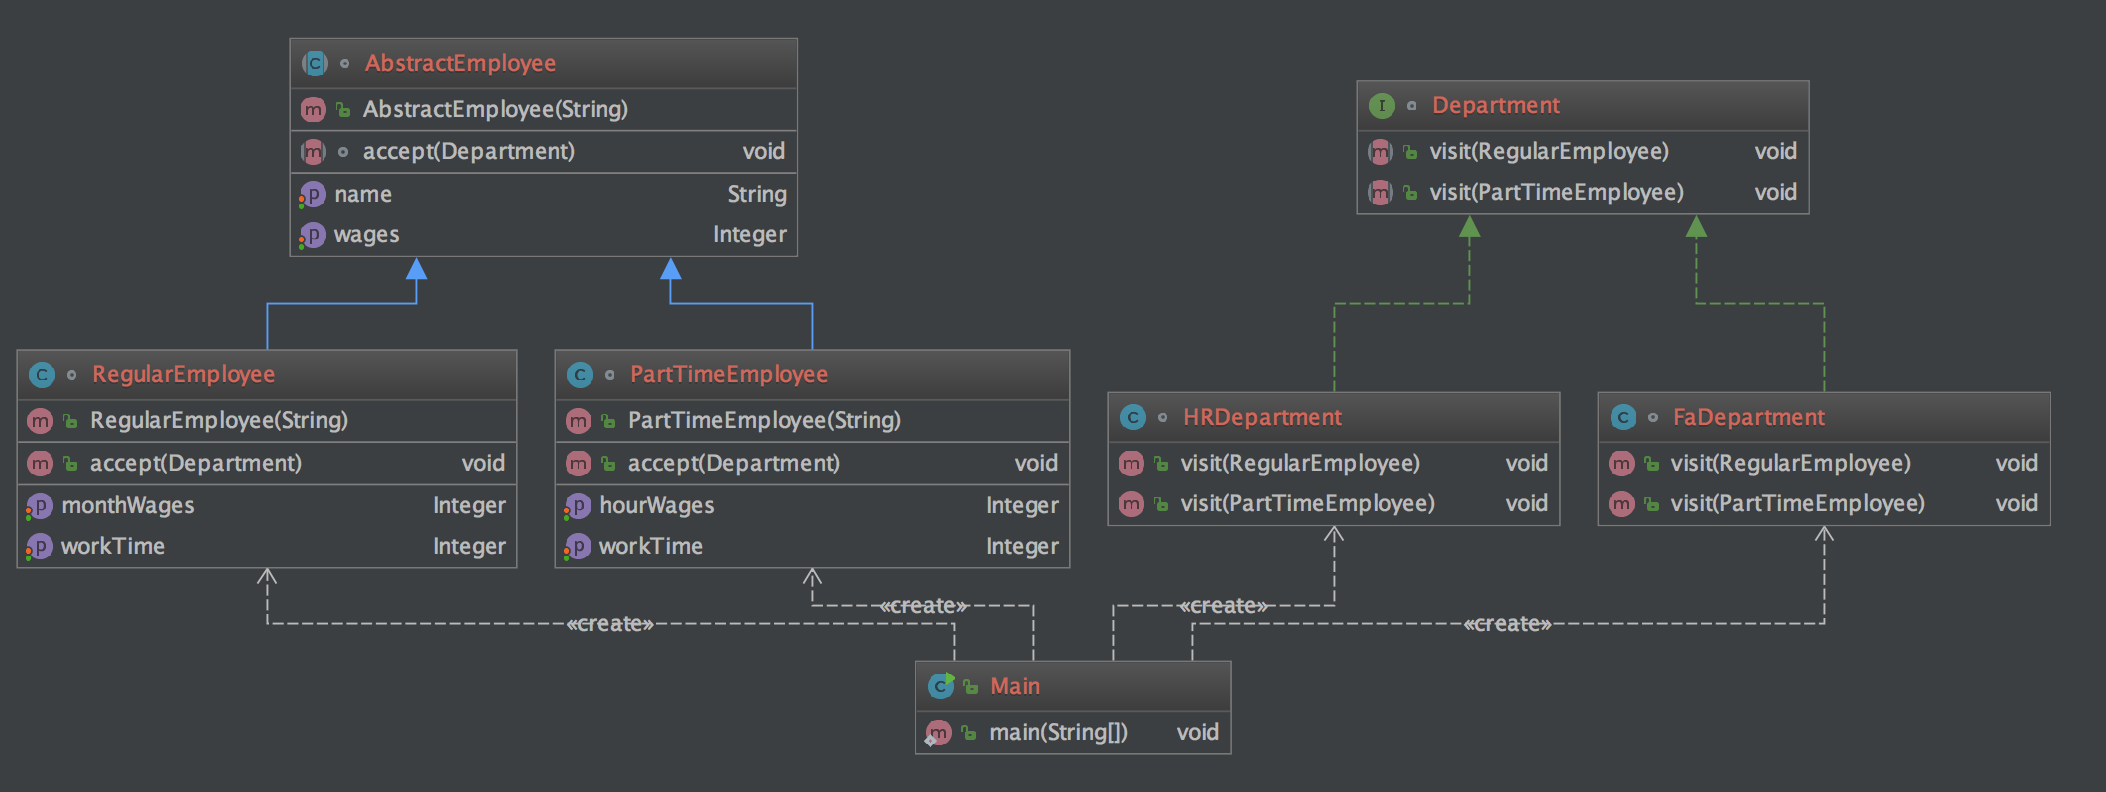 AbstractEmployee
AbstractEmployee(String)
accept(Department) void
name String
wages Integer
Department
visit(RegularEmployee) void
visit(PartTimeEmployee) void
RegularEmployee
RegularEmployee(String)
accept(Department) void
monthWages Integer
workTime Integer
PartTimeEmployee
PartTimeEmployee(String)
accept(Department) void
hourWages Integer
workTime Integer
HRDepartment
visit(RegularEmployee) void
visit(PartTimeEmployee) void
FaDepartment
visit(RegularEmployee) void
visit(PartTimeEmployee) void
«create»
«create»
«create»
«create»
Main
main(String[]) void